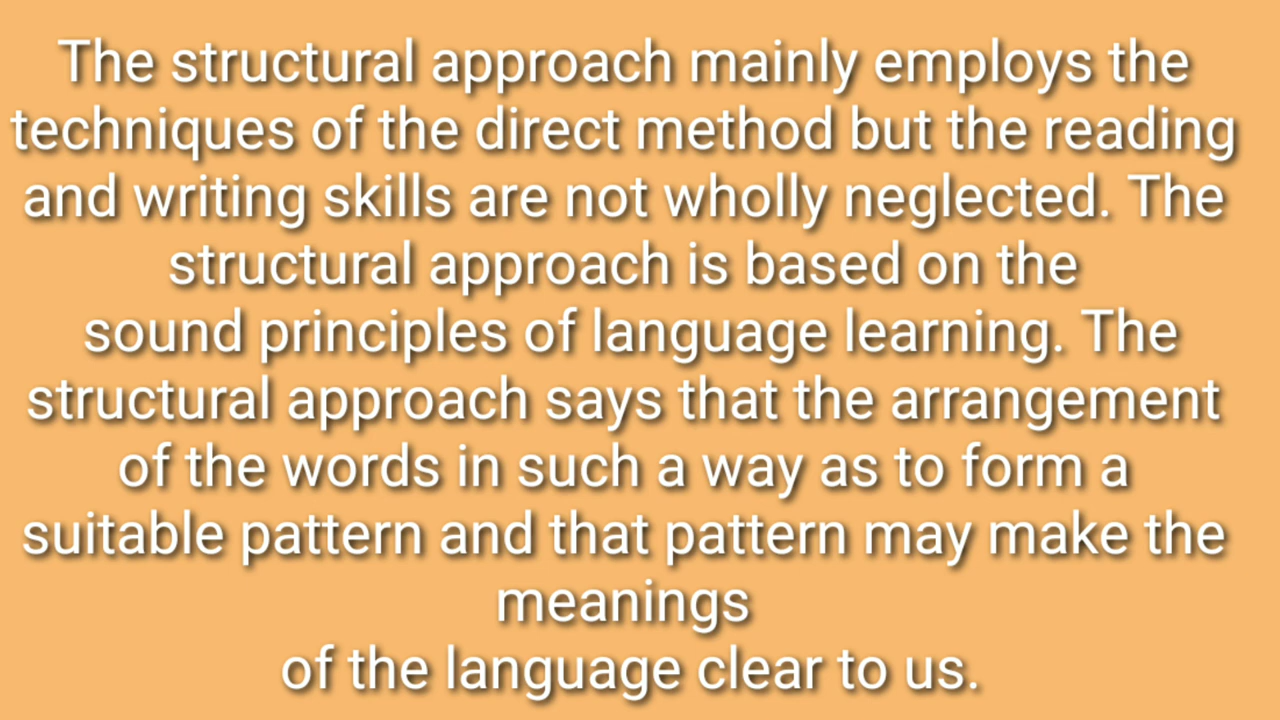 The structural approach mainly employs the
techniques of the direct method but the reading
and writing skills are not wholly neglected. The
structural approach is based on the
sound principles of language learning. The
structural approach says that the arrangement
of the words in such a way as to form a
suitable pattern and that pattern may make the
meanings
of the language clear to us.